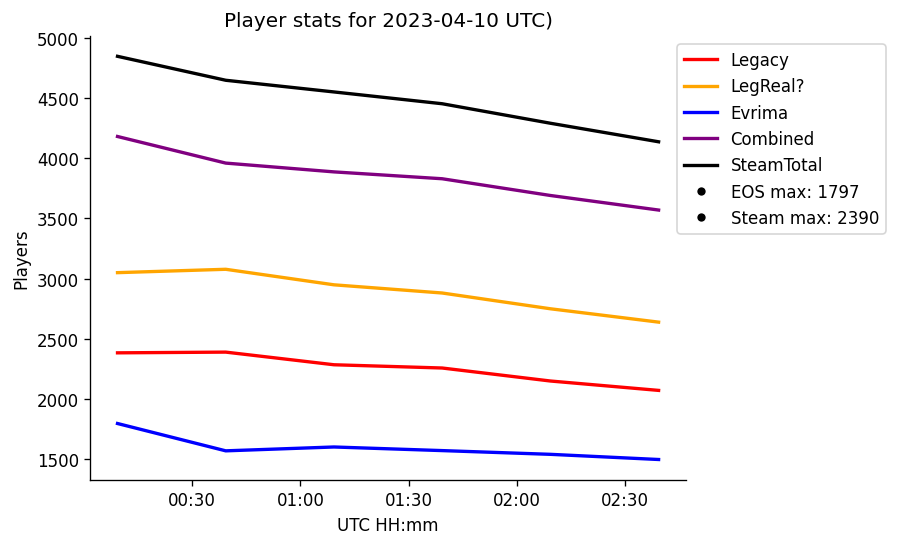 Player stats for 2023-04-10 UTC)
5000
4500
4000
3500
3000
2500
2000
1500
Players
00:30 01:00 01:30 02:00 02:30
UTC HH:mm
Legacy
LegReal?
Evrima
Combined
SteamTotal
EOS max: 1797
Steam max: 2390